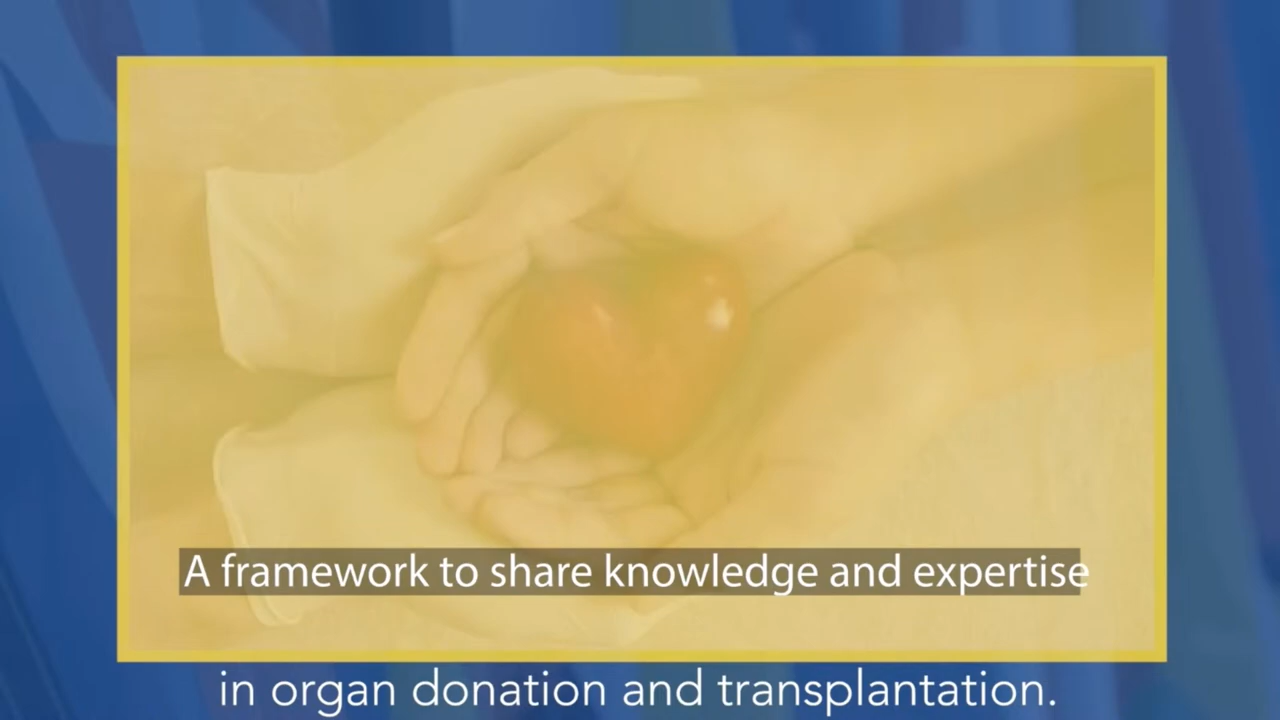 A framework to share knowledge and expertise
in organ donation and transplantation.